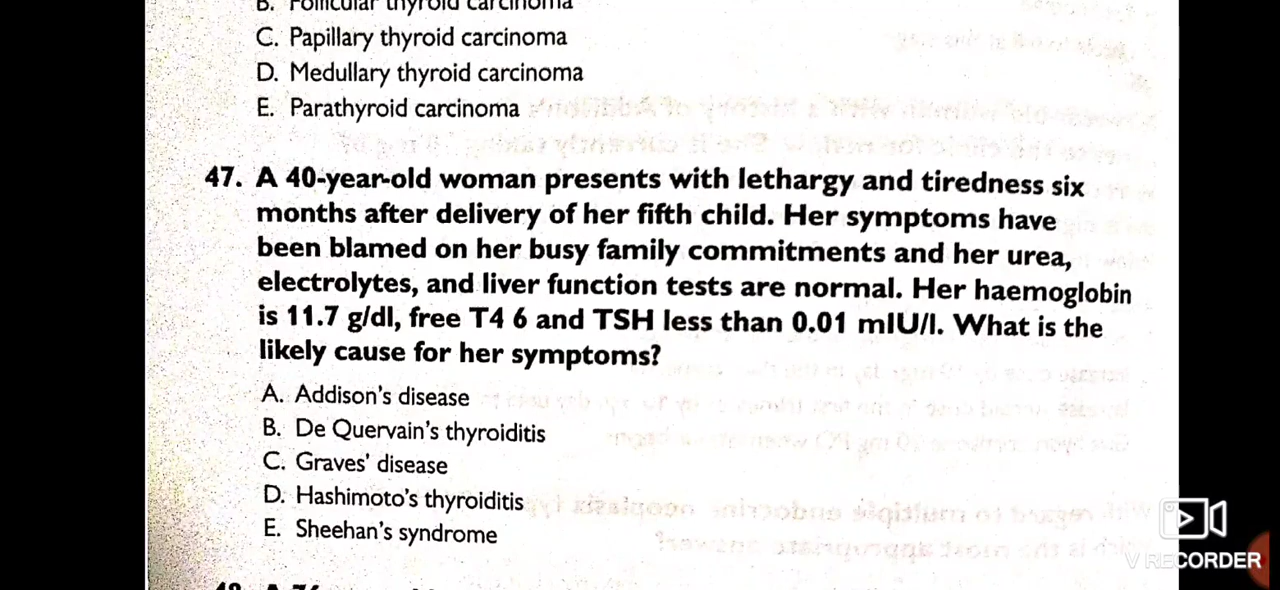 B. Follicular thyroid carcinoma
C. Papillary thyroid carcinoma
D. Medullary thyroid carcinoma
E. Parathyroid carcinoma
47. A 40-year-old woman presents with lethargy and tiredness six
months after delivery of her fifth child. Her symptoms have
been blamed on her busy family commitments and her urea,
electrolytes, and liver function tests are normal. Her haemoglobin
is 11.7 g/dl, free T4 6 and TSH less than 0.01 mIU/l. What is the
likely cause for her symptoms?
A. Addison's disease
B. De Quervain's thyroiditis
C. Graves' disease
D. Hashimoto's thyroiditis
E. Sheehan's syndrome
V RECORDER